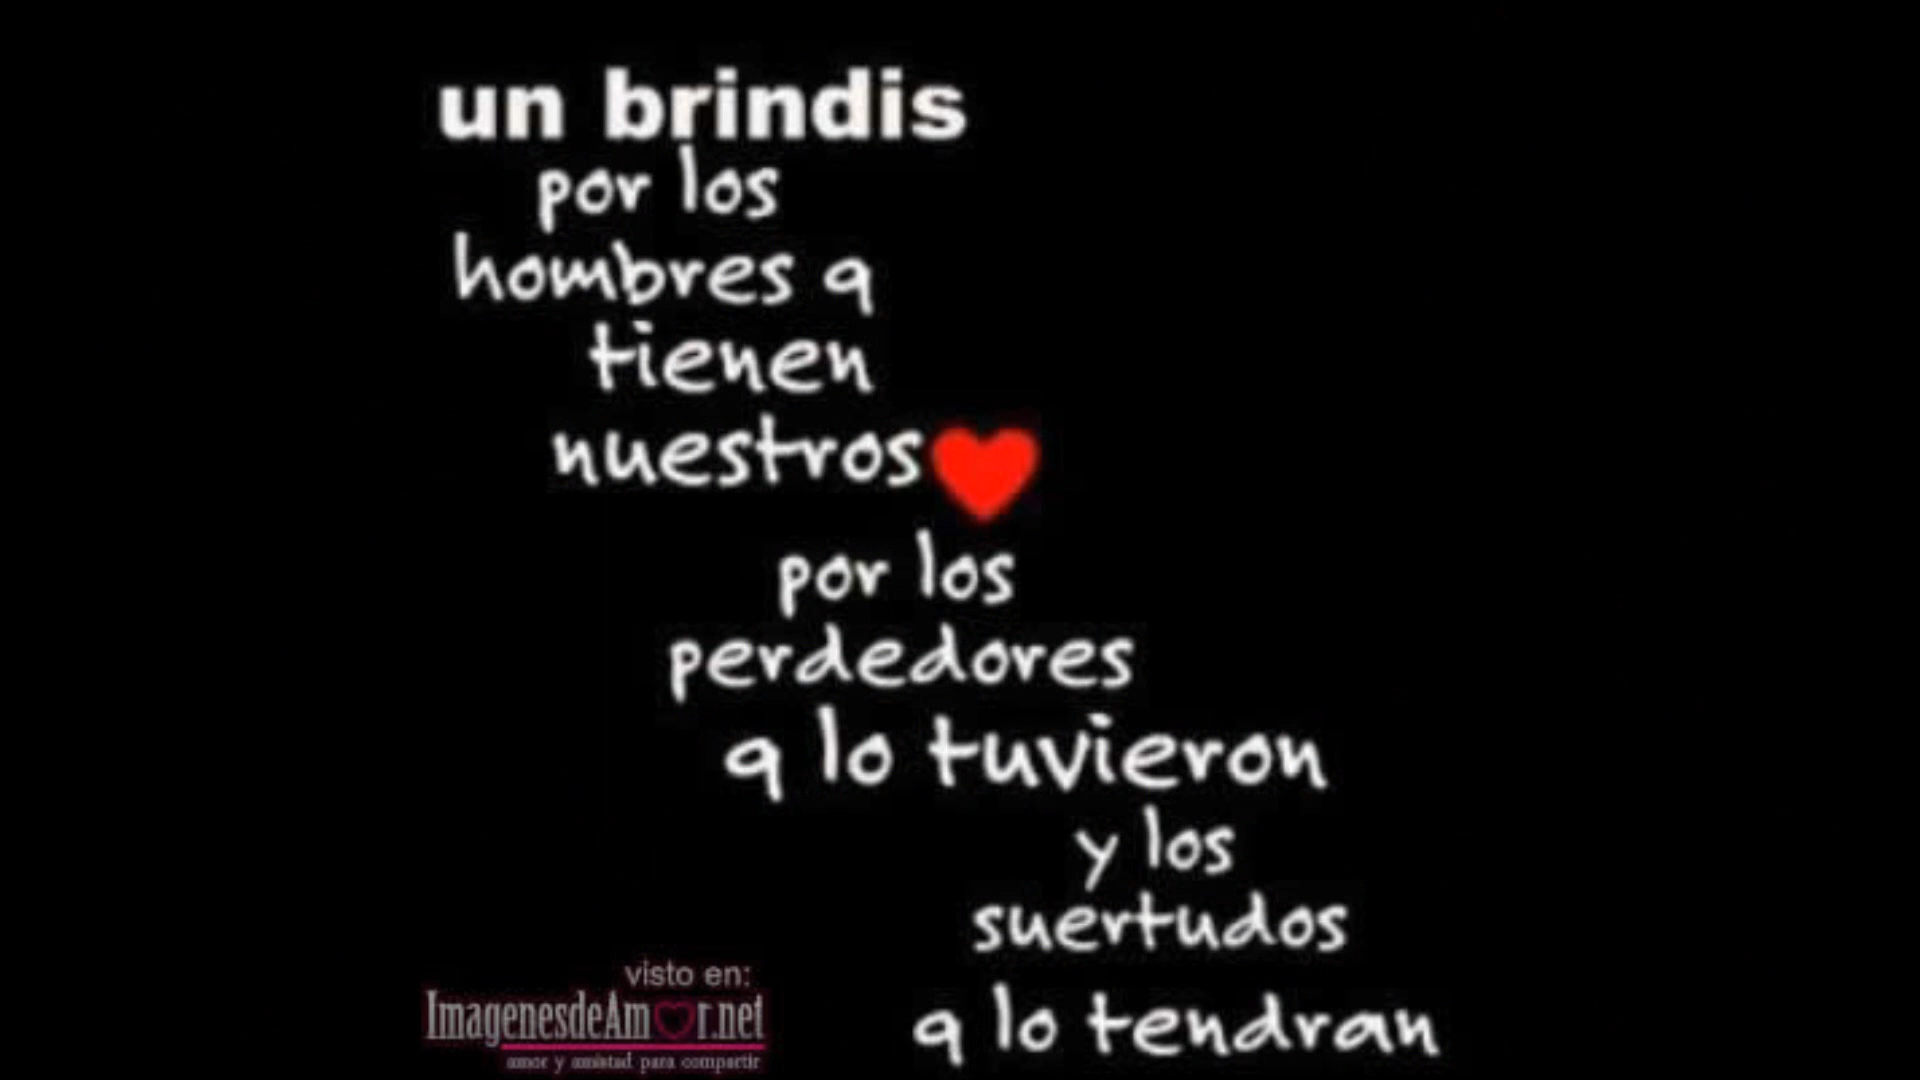 un brindis
por los
hombres q
tienen
nuestros
por los
perdedores
q lo tuvieron
y los
suertudos
q lo tendran
visto en:
ImagenesdeAmor.net
amor y amistad para compartir